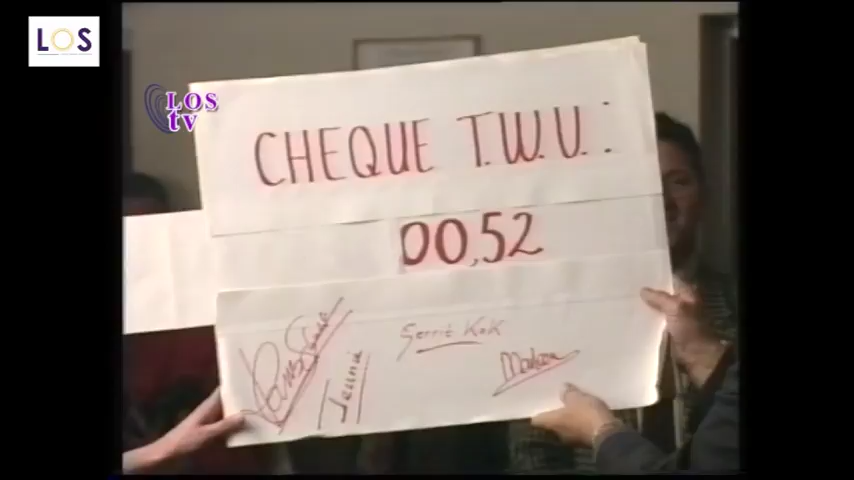 LOS
LOS
tv
CHEQUE T.W.U.:
00,52
Gerrit Kok
Jennie